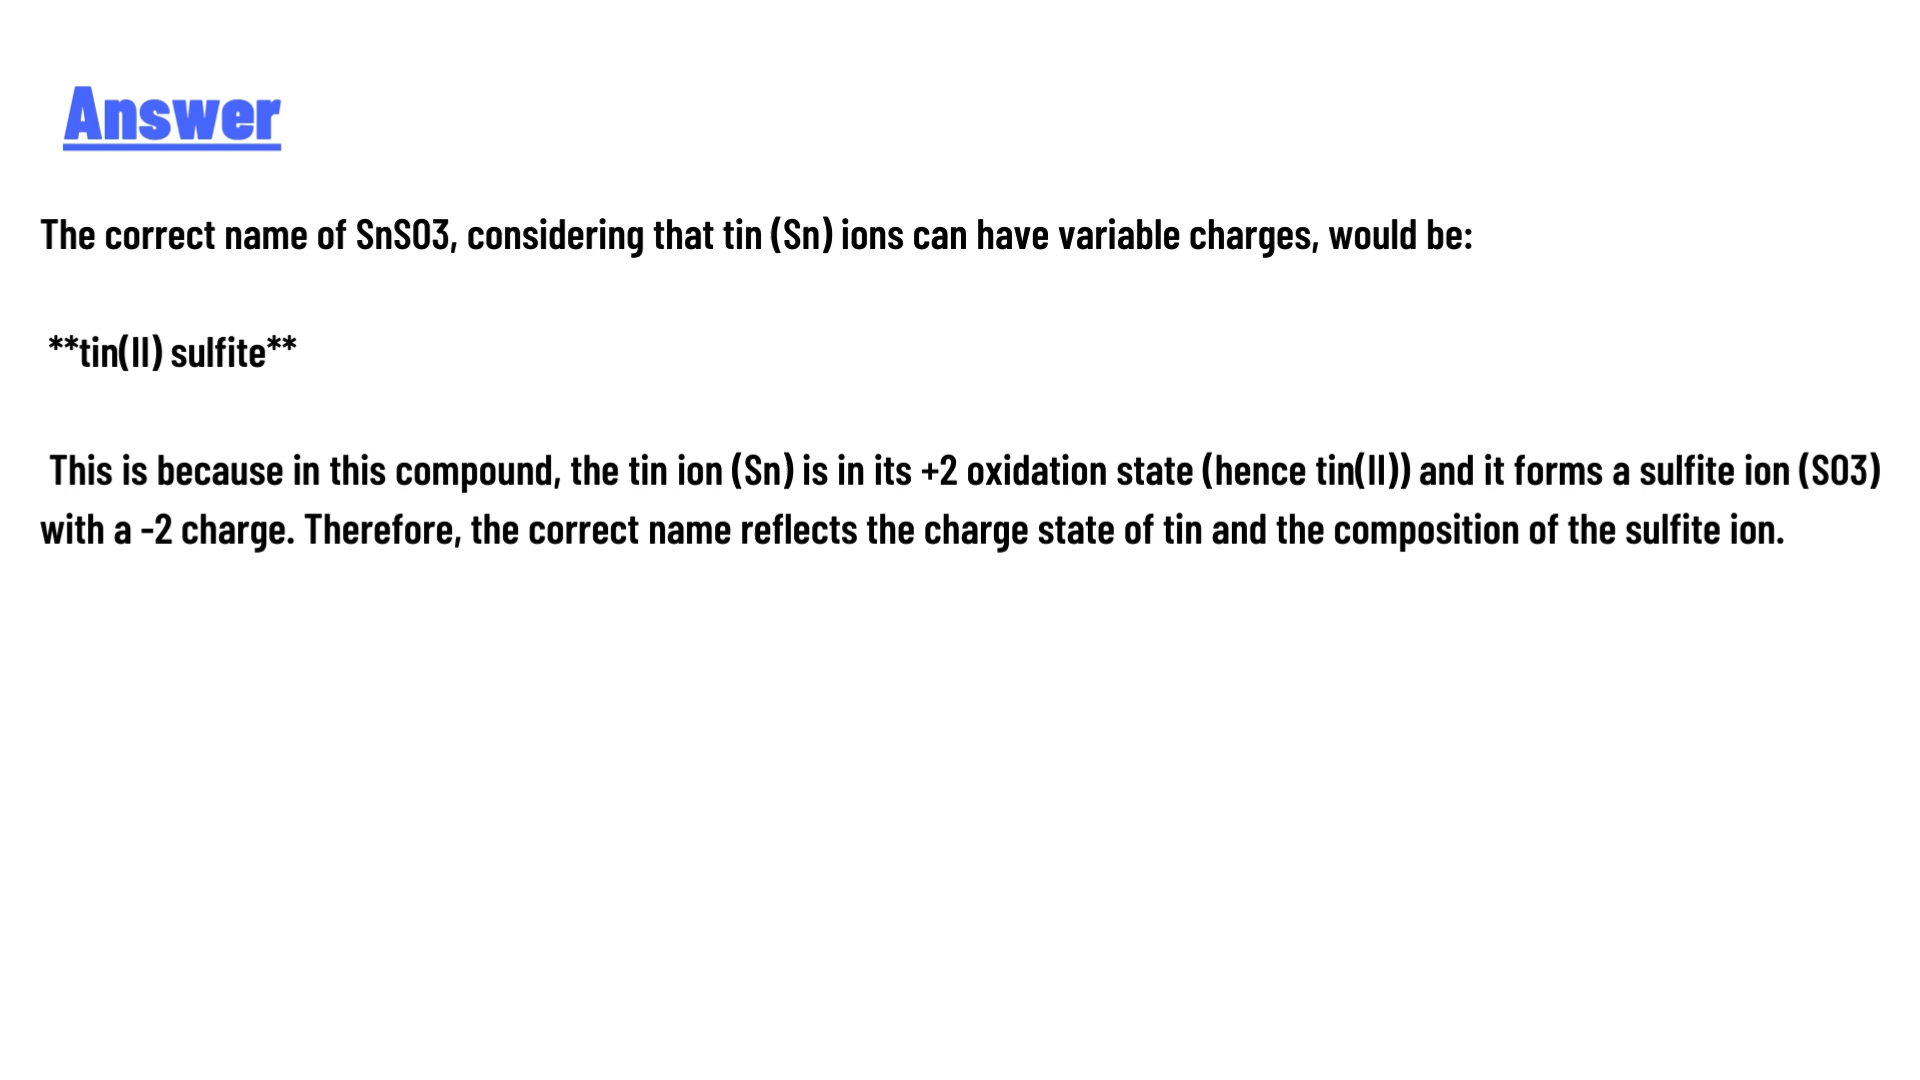 Answer
The correct name of SnSO3, considering that tin (Sn) ions can have variable charges, would be:
**tin(II) sulfite**
This is because in this compound, the tin ion (Sn) is in its +2 oxidation state (hence tin(II)) and it forms a sulfite ion (SO3)
with a -2 charge. Therefore, the correct name reflects the charge state of tin and the composition of the sulfite ion.